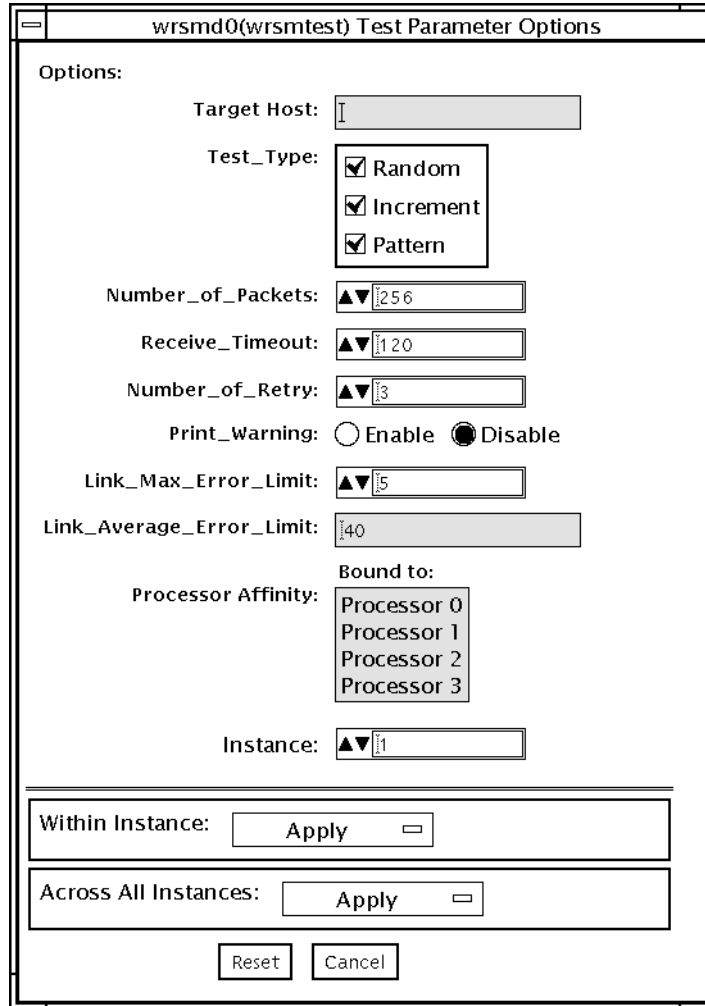 wrsmd0(wrsmtest) Test Parameter Options
Options:
Target Host:
Test_Type:
Random
Increment
Pattern
Number_of_Packets: 256
Receive_Timeout: 120
Number_of_Retry: 3
Print_Warning: Enable Disable
Link_Max_Error_Limit: 5
Link_Average_Error_Limit: 40
Bound to:
Processor Affinity:
Processor 0
Processor 1
Processor 2
Processor 3
Instance: 1
Within Instance: Apply
Across All Instances: Apply
Reset Cancel